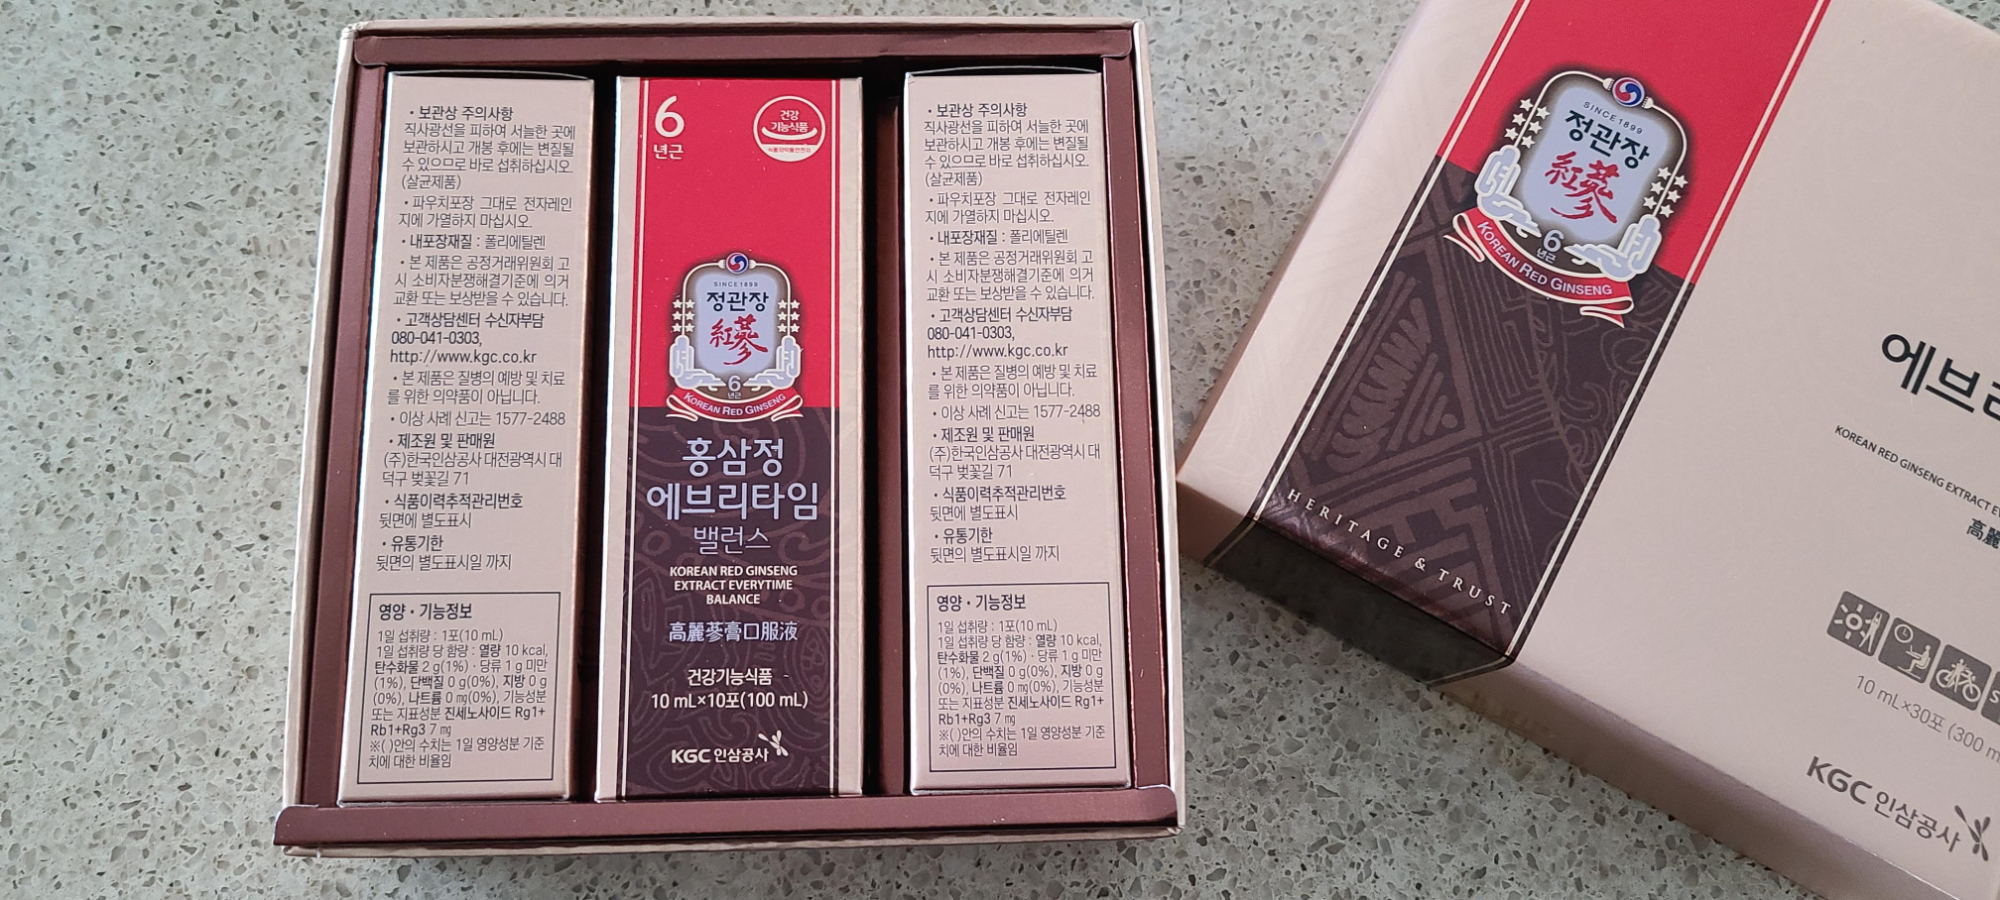 • 보관상 주의사항
직사광선을 피하여 서늘한 곳에
보관하시고 개봉 후에는 변질될
수 있으므로 바로 섭취하십시오.
(살균제품)
• 파우치포장 그대로 전자레인
지에 가열하지 마십시오.
• 내포장재질 : 폴리에틸렌
• 본 제품은 공정거래위원회 고
시 소비자분쟁해결기준에 의거
교환 또는 보상받을 수 있습니다.
• 고객상담센터 수신자부담
080-041-0303,
http://www.kgc.co.kr
• 본 제품은 질병의 예방 및 치료
를 위한 의약품이 아닙니다.
• 이상 사례 신고는 1577-2488
• 제조원 및 판매원
(주)한국인삼공사 대전광역시 대
덕구 벚꽃길 71
• 식품이력추적관리번호
뒷면에 별도표시
• 유통기한
뒷면의 별도표시일 까지
영양 • 기능정보
1일 섭취량 : 1포(10 mL)
1일 섭취량 당 함량 : 열량 10 kcal,
탄수화물 2 g(1%) · 당류 1 g 미만
(1%), 단백질 0 g(0%), 지방 0 g
(0%), 나트륨 0 mg(0%), 기능성분
또는 지표성분 진세노사이드 Rg1+
Rb1+Rg3 7 mg
※( )안의 수치는 1일 영양성분 기준
치에 대한 비율임
6
년근
건강
기능식품
식품의약품안전처
SINCE 1899
정관장
紅蔘
6
년근
KOREAN RED GINSENG
홍삼정
에브리타임
밸런스
KOREAN RED GINSENG
EXTRACT EVERYTIME
BALANCE
高麗蔘膏口服液
건강기능식품
10 mL×10포(100 mL)
KGC 인삼공사
• 보관상 주의사항
직사광선을 피하여 서늘한 곳에
보관하시고 개봉 후에는 변질될
수 있으므로 바로 섭취하십시오.
(살균제품)
• 파우치포장 그대로 전자레인
지에 가열하지 마십시오.
• 내포장재질 : 폴리에틸렌
• 본 제품은 공정거래위원회 고
시 소비자분쟁해결기준에 의거
교환 또는 보상받을 수 있습니다.
• 고객상담센터 수신자부담
080-041-0303,
http://www.kgc.co.kr
• 본 제품은 질병의 예방 및 치료
를 위한 의약품이 아닙니다.
• 이상 사례 신고는 1577-2488
• 제조원 및 판매원
(주)한국인삼공사 대전광역시 대
덕구 벚꽃길 71
• 식품이력추적관리번호
뒷면에 별도표시
• 유통기한
뒷면의 별도표시일 까지
영양 • 기능정보
1일 섭취량 : 1포(10 mL)
1일 섭취량 당 함량 : 열량 10 kcal,
탄수화물 2 g(1%) · 당류 1 g 미만
(1%), 단백질 0 g(0%), 지방 0 g
(0%), 나트륨 0 mg(0%), 기능성분
또는 지표성분 진세노사이드 Rg1+
Rb1+Rg3 7 mg
※( )안의 수치는 1일 영양성분 기준
치에 대한 비율임
SINCE 1899
정관장
紅蔘
6
년근
KOREAN RED GINSENG
HERITAGE & TRUST
에브
KOREAN RED GINSENG EXTRACT
高麗
10 mL×30포 (300 m
KGC 인삼공사